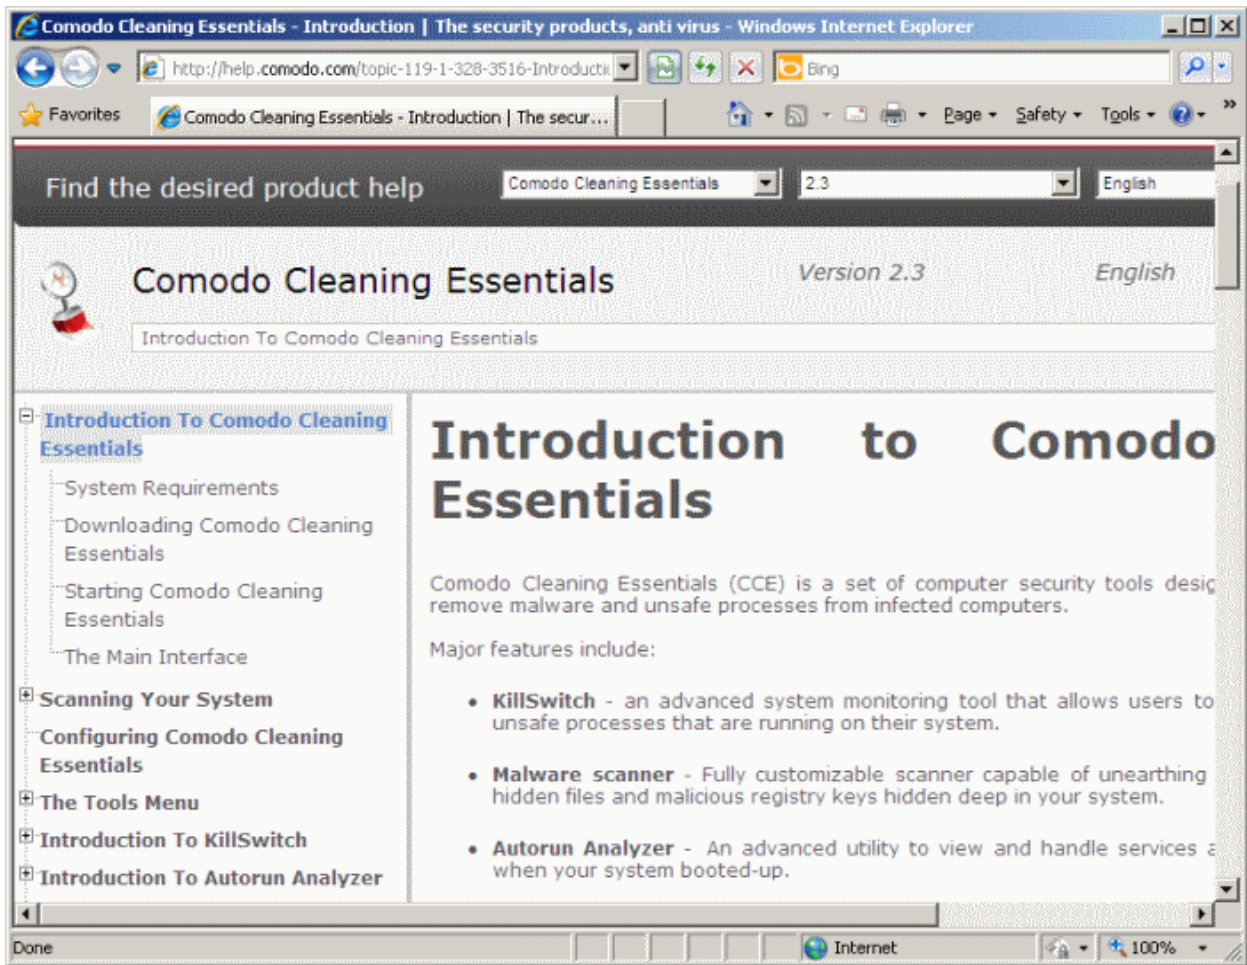 Comodo Cleaning Essentials - Introduction | The security products, anti virus - Windows Internet Explorer
http://help.comodo.com/topic-119-1-328-3516-Introducti
Bing
Favorites
Comodo Cleaning Essentials - Introduction | The secur...
Page
Safety
Tools
Find the desired product help
Comodo Cleaning Essentials
2.3
English
Comodo Cleaning Essentials
Version 2.3
English
Introduction To Comodo Cleaning Essentials
Introduction To Comodo Cleaning
Essentials
System Requirements
Downloading Comodo Cleaning
Essentials
Starting Comodo Cleaning
Essentials
The Main Interface
Scanning Your System
Configuring Comodo Cleaning
Essentials
The Tools Menu
Introduction To KillSwitch
Introduction To Autorun Analyzer
Introduction to Comodo
Essentials
Comodo Cleaning Essentials (CCE) is a set of computer security tools desig
remove malware and unsafe processes from infected computers.
Major features include:
• KillSwitch - an advanced system monitoring tool that allows users to
unsafe processes that are running on their system.
• Malware scanner - Fully customizable scanner capable of unearthing
hidden files and malicious registry keys hidden deep in your system.
• Autorun Analyzer - An advanced utility to view and handle services a
when your system booted-up.
Done
Internet
100%